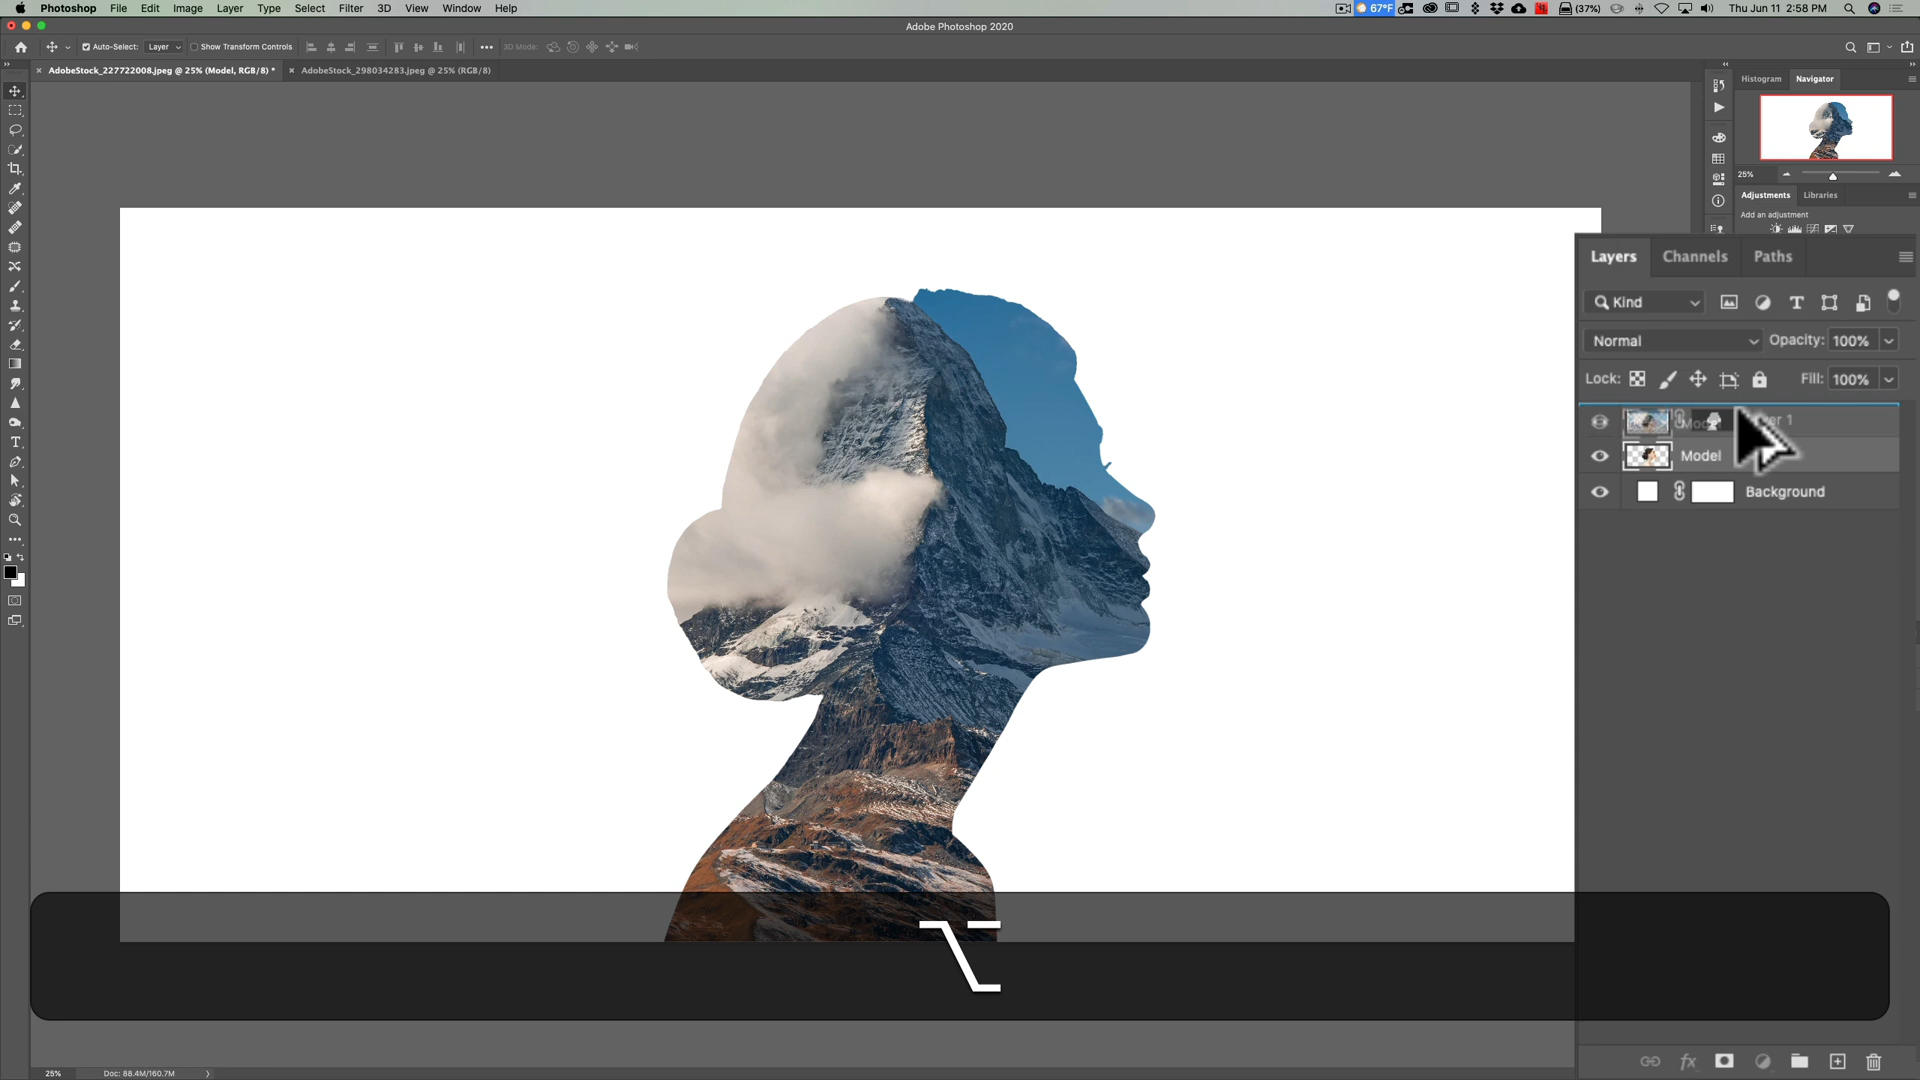 Photoshop File Edit Image Layer Type Select Filter 3D View Window Help
67°F (37%) Thu Jun 11 2:58 PM
Adobe Photoshop 2020
Auto-Select: Layer Show Transform Controls 3D Mode:
AdobeStock_227722008.jpeg @ 25% (Model, RGB/8) * AdobeStock_298034283.jpeg @ 25% (RGB/8)
Histogram Navigator
25%
Adjustments Libraries
Add an adjustment
Layers Channels Paths
Kind
Normal Opacity: 100%
Lock: Fill: 100%
Model
Background
25% Doc: 88.4M/160.7M